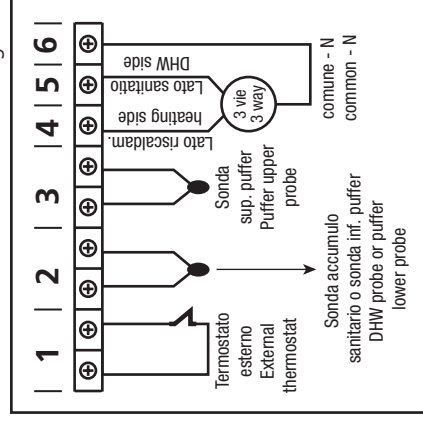 1 2 3 4 5 6
Termostato
esterno
External
thermostat
Sonda accumulo
sanitario o sonda inf. puffer
DHW probe or puffer
lower probe
Sonda
sup. puffer
Puffer upper
probe
Lato riscaldam.
heating side
Lato sanitatio
DHW side
3 vie
3 way
comune - N
common - N